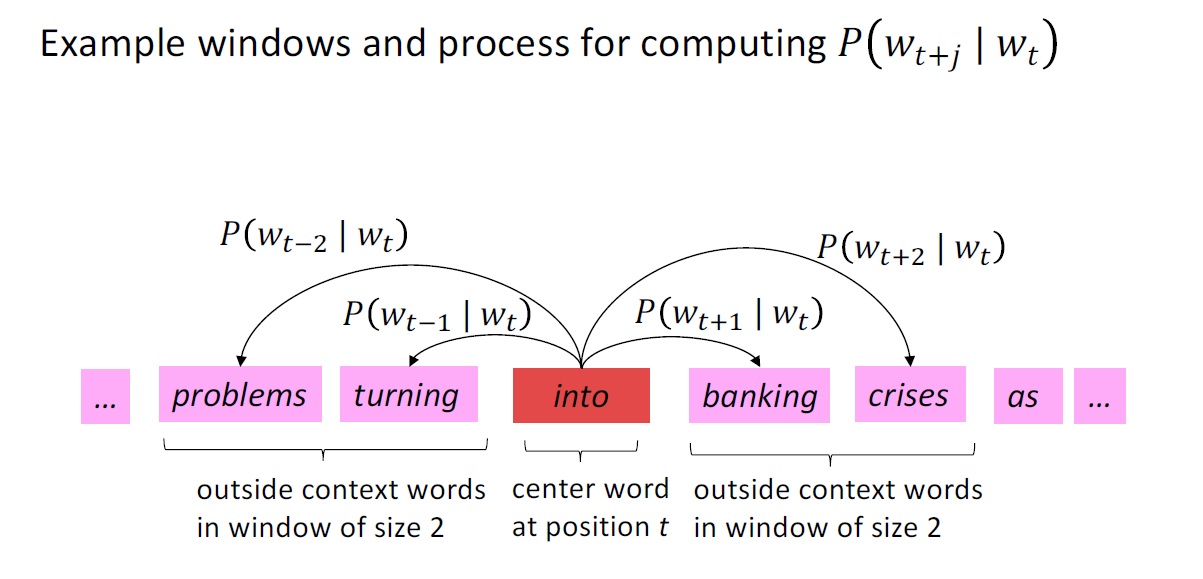 Example windows and process for computing P(w_{t+j} | w_t)
P(w_{t−2} | w_t)
P(w_{t+2} | w_t)
P(w_{t−1} | w_t)
P(w_{t+1} | w_t)
... problems turning into banking crises as ...
outside context words
in window of size 2
center word
at position t
outside context words
in window of size 2